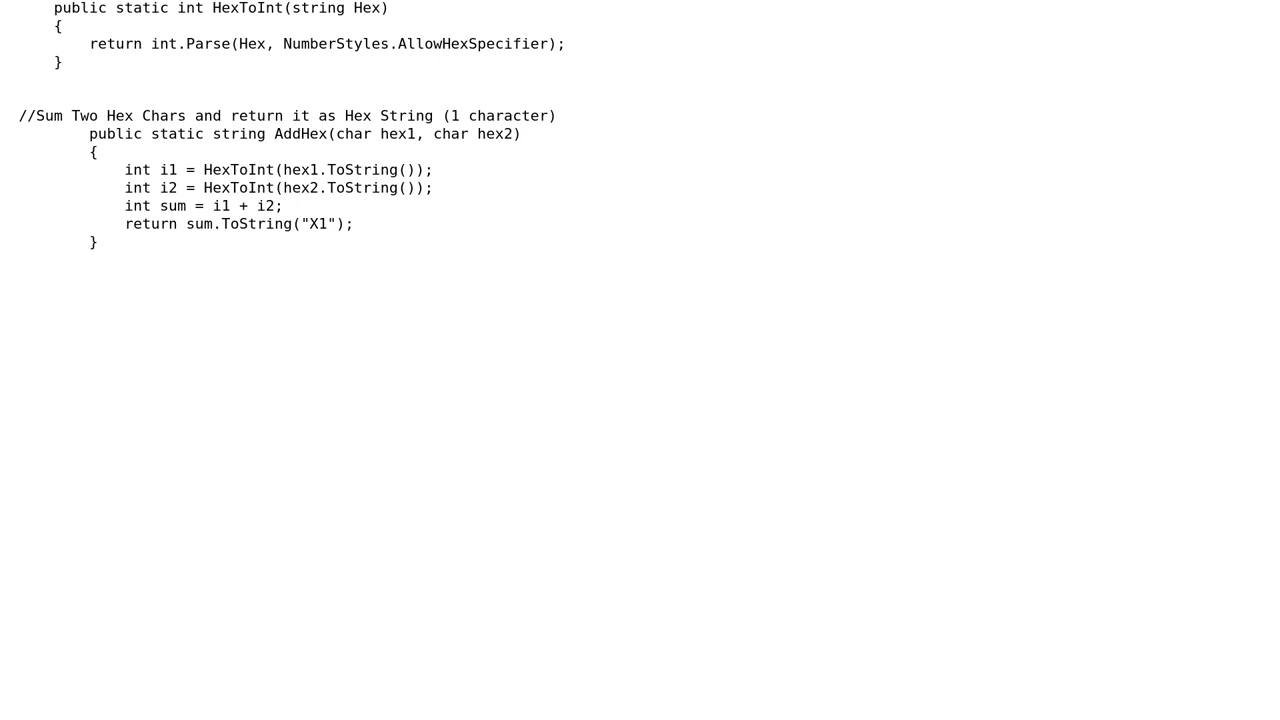 public static int HexToInt(string Hex)
    {
        return int.Parse(Hex, NumberStyles.AllowHexSpecifier);
    }


//Sum Two Hex Chars and return it as Hex String (1 character)
        public static string AddHex(char hex1, char hex2)
        {
            int i1 = HexToInt(hex1.ToString());
            int i2 = HexToInt(hex2.ToString());
            int sum = i1 + i2;
            return sum.ToString("X1");
        }